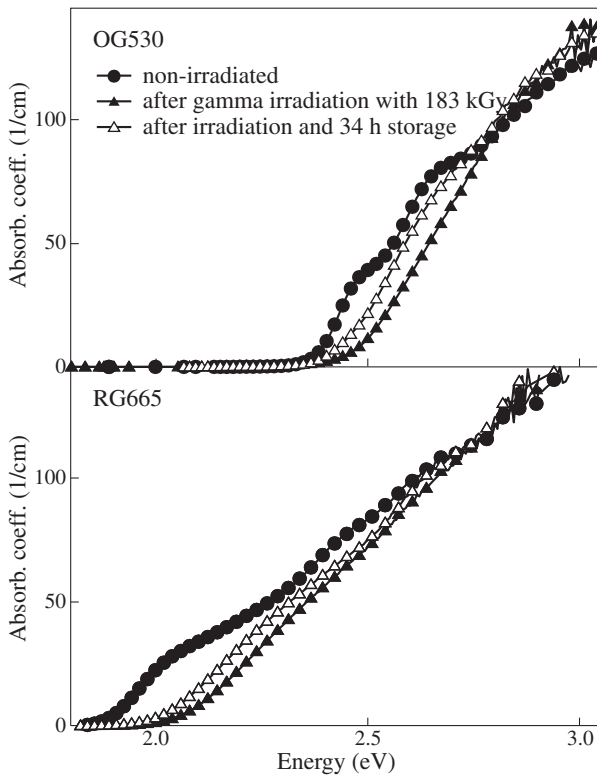 OG530
non-irradiated
after gamma irradiation with 183 kGy
after irradiation and 34 h storage
100
50
0
Absorb. coeff. (1/cm)
RG665
100
50
0
Absorb. coeff. (1/cm)
2.0 2.5 3.0
Energy (eV)